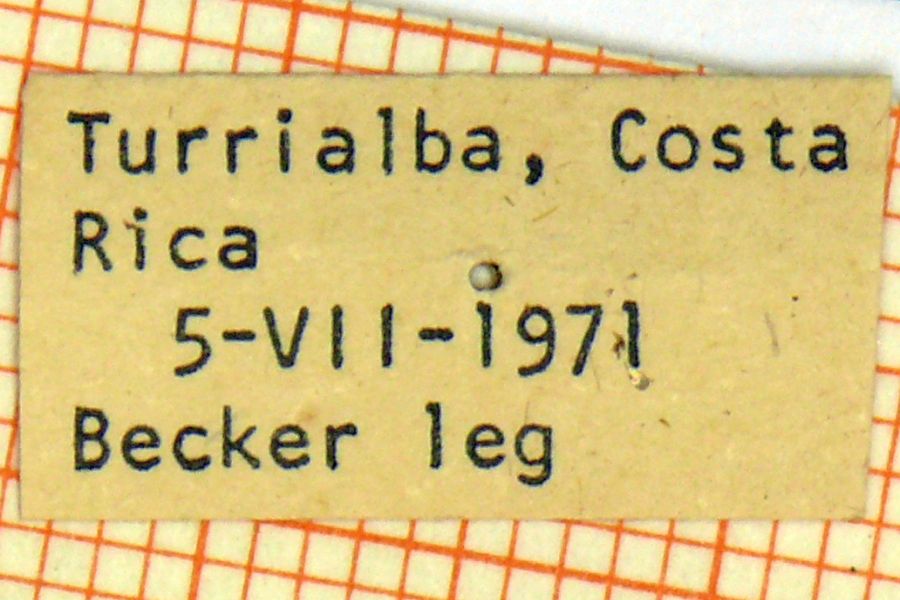 Turrialba, Costa
Rica
5-VII-1971
Becker leg